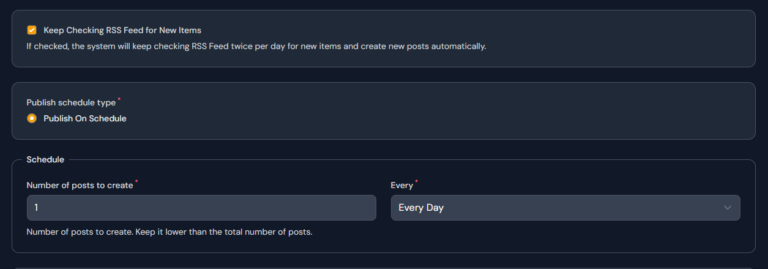 Keep Checking RSS Feed for New Items
If checked, the system will keep checking RSS Feed twice per day for new items and create new posts automatically.
Publish schedule type *
Publish On Schedule
Schedule
Number of posts to create *
Every *
1
Every Day
Number of posts to create. Keep it lower than the total number of posts.